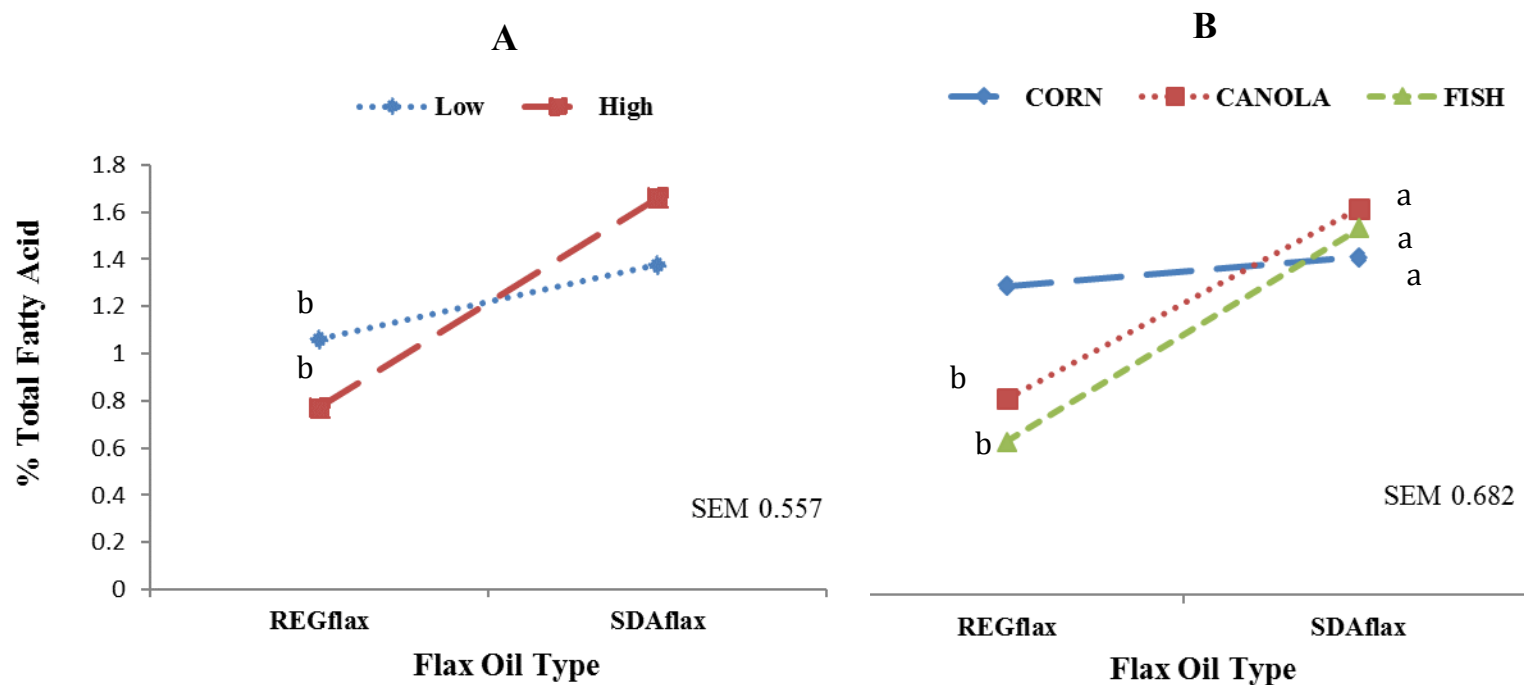 A
Low High
% Total Fatty Acid
1.8
1.6
1.4
1.2
1
0.8
0.6
0.4
0.2
0
b
b
SEM 0.557
REGflax SDAflax
Flax Oil Type
B
CORN CANOLA FISH
a
a
a
b
b
SEM 0.682
REGflax SDAflax
Flax Oil Type